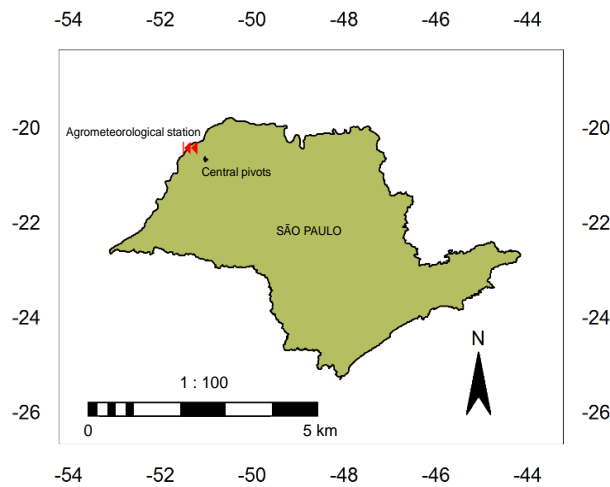 -54 -52 -50 -48 -46 -44
-20 -20
Agrometeorological station
Central pivots
-22 -22
SÃO PAULO
-24 -24
N
1 : 100
-26 -26
0 5 km
-54 -52 -50 -48 -46 -44